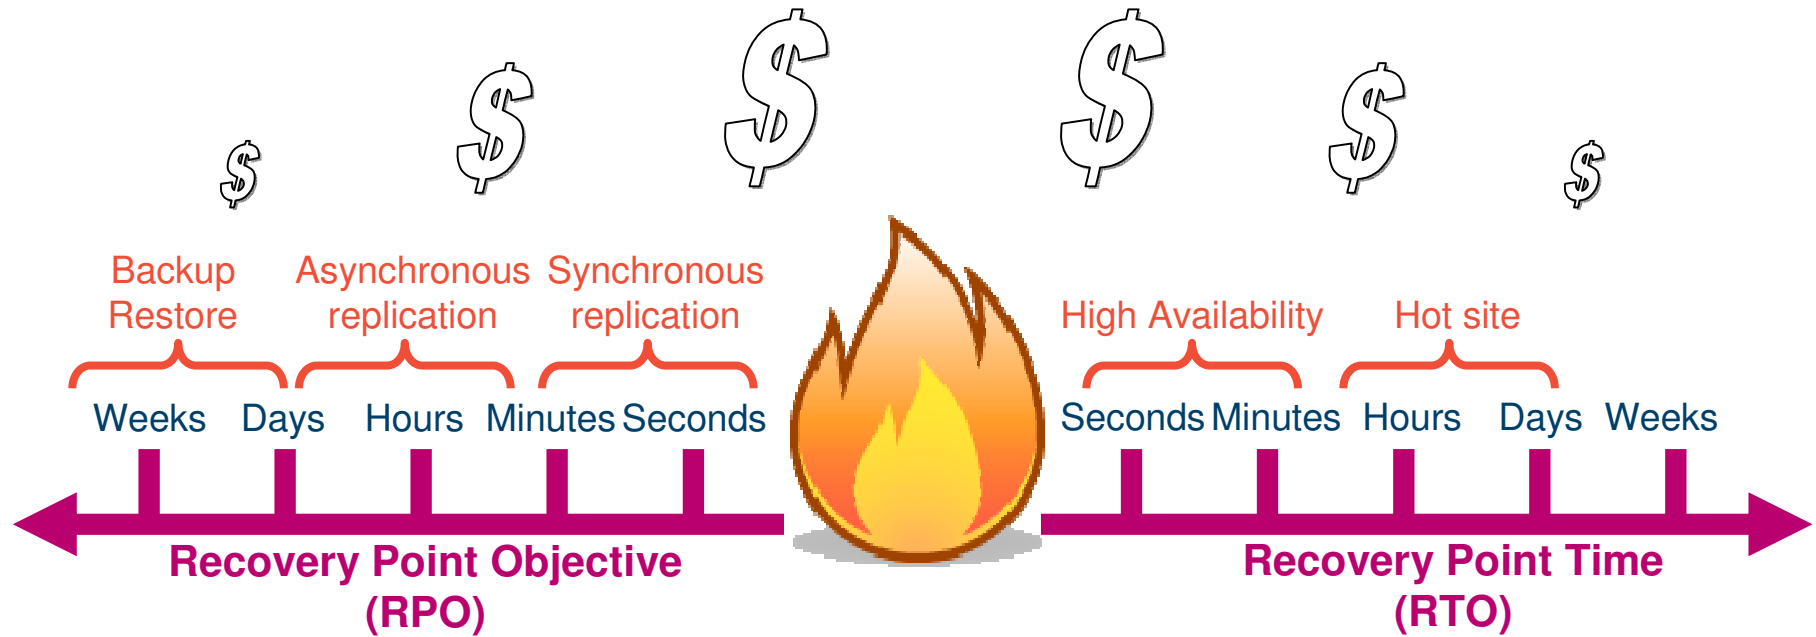 $ $ $ $ $ $
Backup
Restore
Asynchronous
replication
Synchronous
replication
High Availability
Hot site
Weeks Days Hours Minutes Seconds
Seconds Minutes Hours Days Weeks
Recovery Point Objective
(RPO)
Recovery Point Time
(RTO)